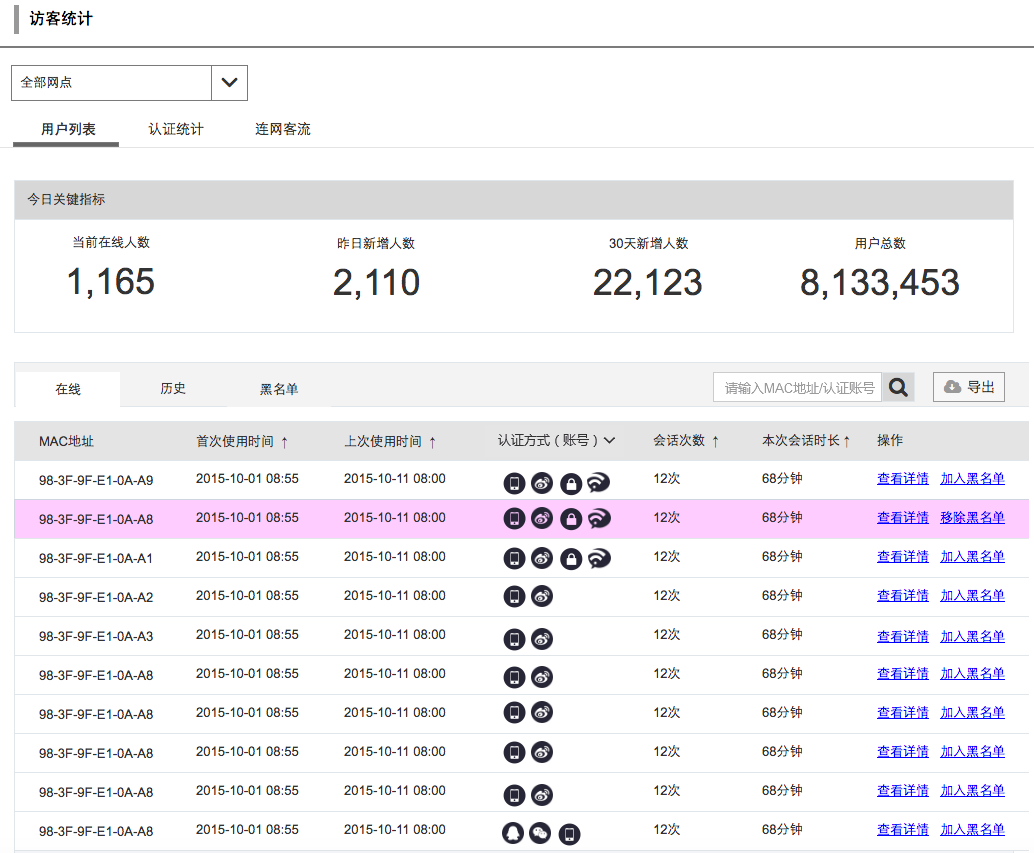 访客统计
全部网点
用户列表 认证统计 连网客流
今日关键指标
当前在线人数 昨日新增人数 30天新增人数 用户总数
1,165 2,110 22,123 8,133,453
在线 历史 黑名单 请输入MAC地址/认证账号 导出
MAC地址 首次使用时间 ↑ 上次使用时间 ↑ 认证方式（账号） 会话次数 ↑ 本次会话时长↑ 操作
98-3F-9F-E1-0A-A9 2015-10-01 08:55 2015-10-11 08:00 12次 68分钟 查看详情 加入黑名单
98-3F-9F-E1-0A-A8 2015-10-01 08:55 2015-10-11 08:00 12次 68分钟 查看详情 移除黑名单
98-3F-9F-E1-0A-A1 2015-10-01 08:55 2015-10-11 08:00 12次 68分钟 查看详情 加入黑名单
98-3F-9F-E1-0A-A2 2015-10-01 08:55 2015-10-11 08:00 12次 68分钟 查看详情 加入黑名单
98-3F-9F-E1-0A-A3 2015-10-01 08:55 2015-10-11 08:00 12次 68分钟 查看详情 加入黑名单
98-3F-9F-E1-0A-A8 2015-10-01 08:55 2015-10-11 08:00 12次 68分钟 查看详情 加入黑名单
98-3F-9F-E1-0A-A8 2015-10-01 08:55 2015-10-11 08:00 12次 68分钟 查看详情 加入黑名单
98-3F-9F-E1-0A-A8 2015-10-01 08:55 2015-10-11 08:00 12次 68分钟 查看详情 加入黑名单
98-3F-9F-E1-0A-A8 2015-10-01 08:55 2015-10-11 08:00 12次 68分钟 查看详情 加入黑名单
98-3F-9F-E1-0A-A8 2015-10-01 08:55 2015-10-11 08:00 12次 68分钟 查看详情 加入黑名单